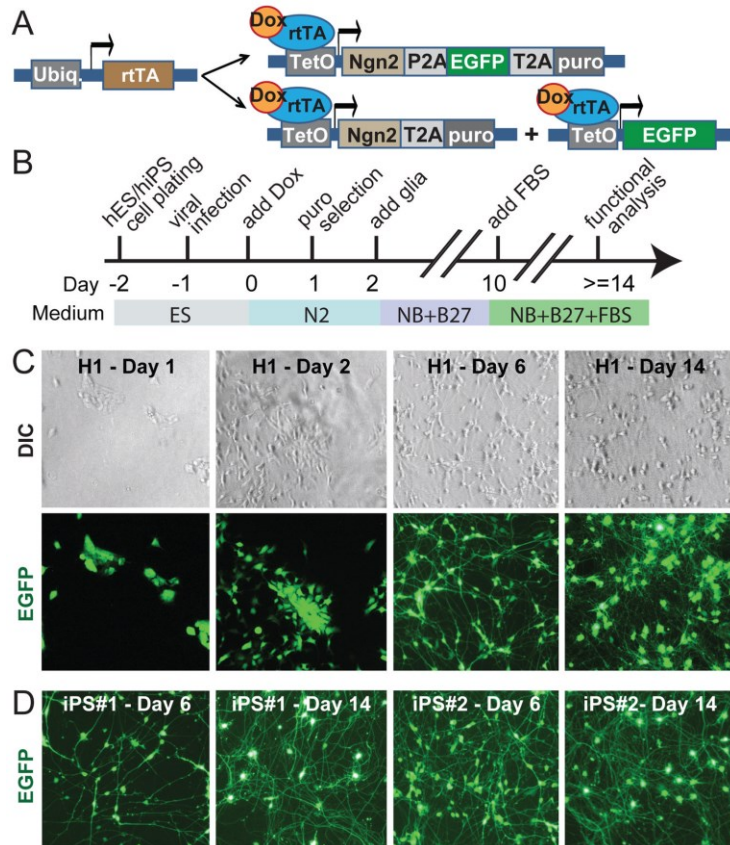 A
Dox
rtTA
Ubiq. rtTA
TetO Ngn2 P2A EGFP T2A puro
Dox
rtTA
TetO Ngn2 T2A puro
+
Dox
rtTA
TetO EGFP
B
hES/hiPS
cell plating
viral
infection
add Dox
puro
selection
add glia
add FBS
functional
analysis
Day -2 -1 0 1 2 10 >=14
Medium ES N2 NB+B27 NB+B27+FBS
C
DIC
H1 - Day 1 H1 - Day 2 H1 - Day 6 H1 - Day 14
EGFP
D
EGFP
iPS#1 - Day 6 iPS#1 - Day 14 iPS#2 - Day 6 iPS#2- Day 14